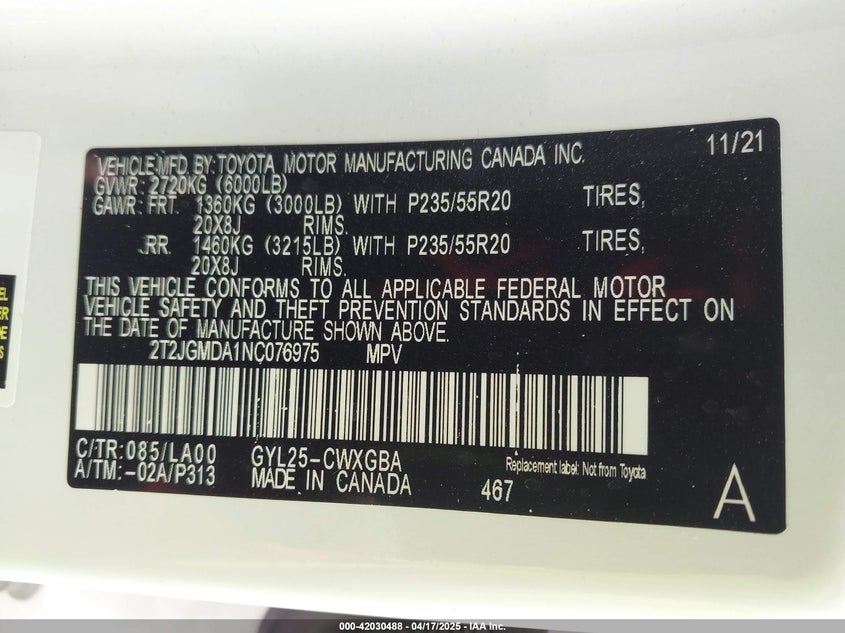 VEHICLE MFD BY: TOYOTA MOTOR MANUFACTURING CANADA INC. 11/21
GVWR: 2720KG (6000LB)
GAWR: FRT. 1360KG (3000LB) WITH P235/55R20 TIRES,
20X8J RIMS.
RR. 1460KG (3215LB) WITH P235/55R20 TIRES,
20X8J RIMS.
THIS VEHICLE CONFORMS TO ALL APPLICABLE FEDERAL MOTOR
VEHICLE SAFETY AND THEFT PREVENTION STANDARDS IN EFFECT ON
THE DATE OF MANUFACTURE SHOWN ABOVE.
2T2JGMDA1NC076975 MPV
C/TR: 085/LA00 GYL25-CWXGBA Replacement label: Not from Toyota
A/TM: -02A/P313 MADE IN CANADA 467 A
000-42030488 - 04/17/2025 - IAA Inc.